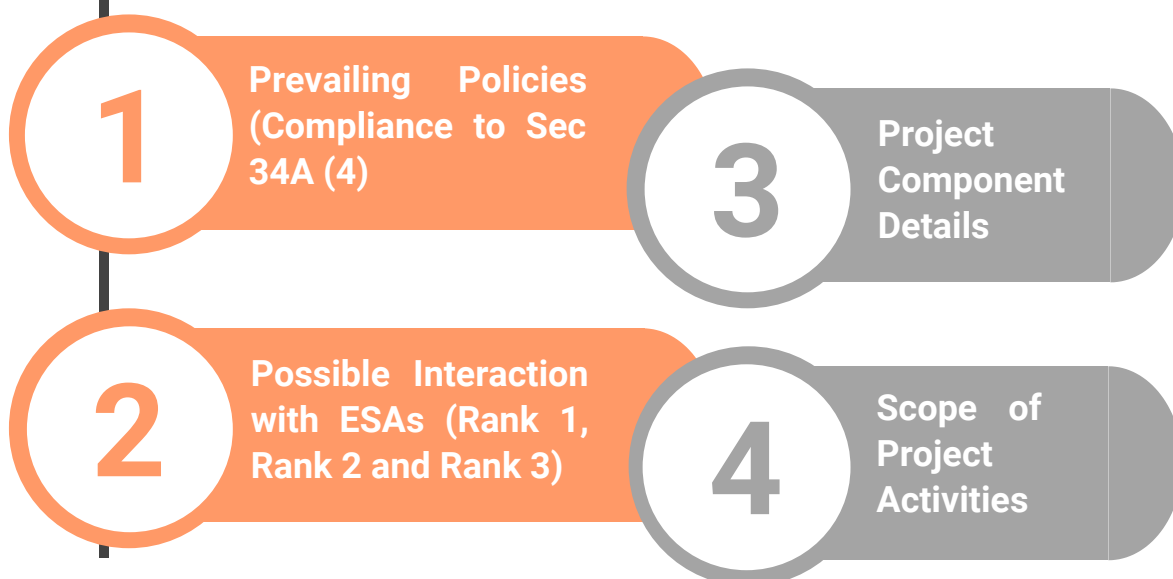 1
Prevailing Policies
(Compliance to Sec
34A (4)
2
Possible Interaction
with ESAs (Rank 1,
Rank 2 and Rank 3)
3
Project
Component
Details
4
Scope of
Project
Activities